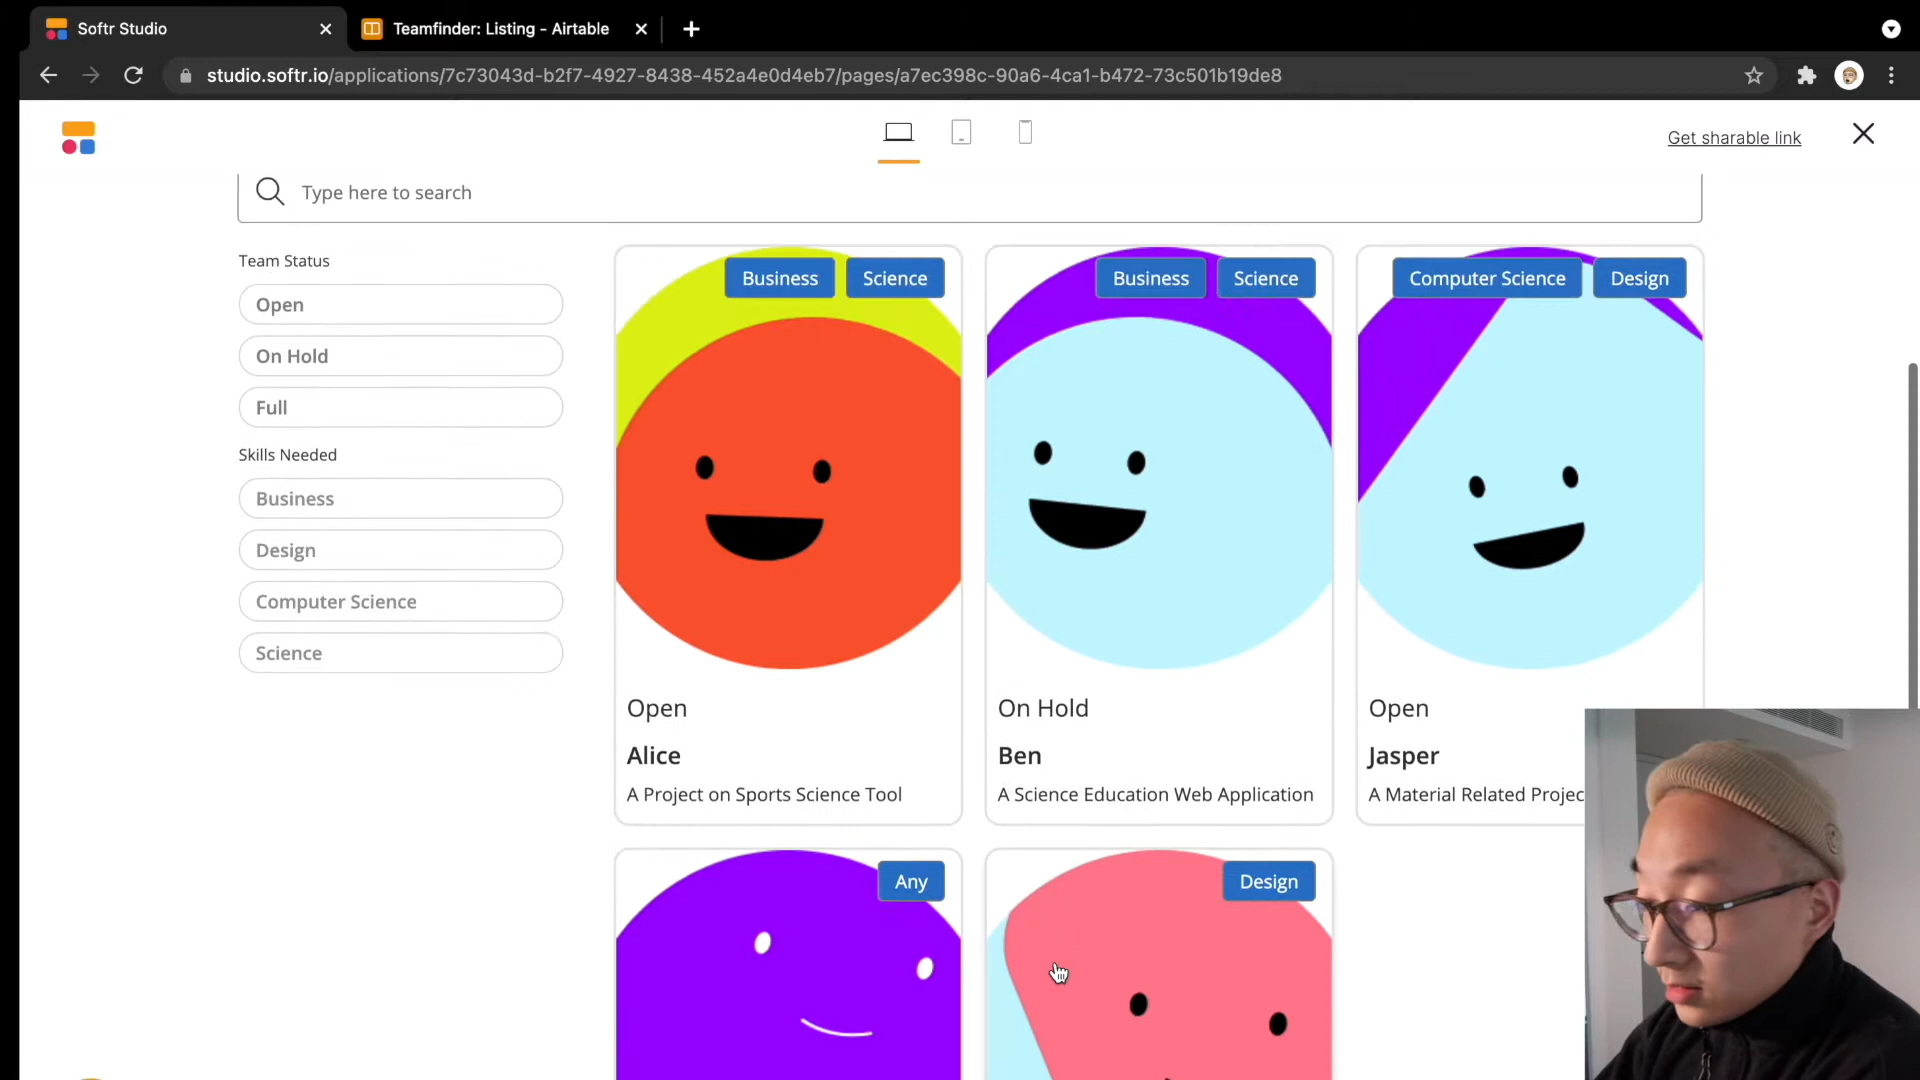 Softr Studio
Teamfinder: Listing - Airtable
studio.softr.io/applications/7c73043d-b2f7-4927-8438-452a4e0d4eb7/pages/a7ec398c-90a6-4ca1-b472-73c501b19de8
Get sharable link
Type here to search
Team Status
Open
On Hold
Full
Skills Needed
Business
Design
Computer Science
Science
Business Science
Open
Alice
A Project on Sports Science Tool
Business Science
On Hold
Ben
A Science Education Web Application
Computer Science Design
Open
Jasper
A Material Related Projec
Any
Design